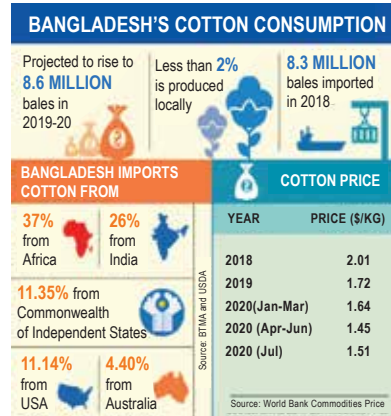 BANGLADESH'S COTTON CONSUMPTION
Projected to rise to
8.6 MILLION
bales in
2019-20
Less than 2%
is produced
locally
8.3 MILLION
bales imported
in 2018
BANGLADESH IMPORTS
COTTON FROM
37%
from
Africa
26%
from
India
11.35% from
Commonwealth
of Independent States
11.14%
from
USA
4.40%
from
Australia
Source: BTMA and USDA
COTTON PRICE
YEAR PRICE ($/KG)
2018 2.01
2019 1.72
2020(Jan-Mar) 1.64
2020 (Apr-Jun) 1.45
2020 (Jul) 1.51
Source: World Bank Commodities Price